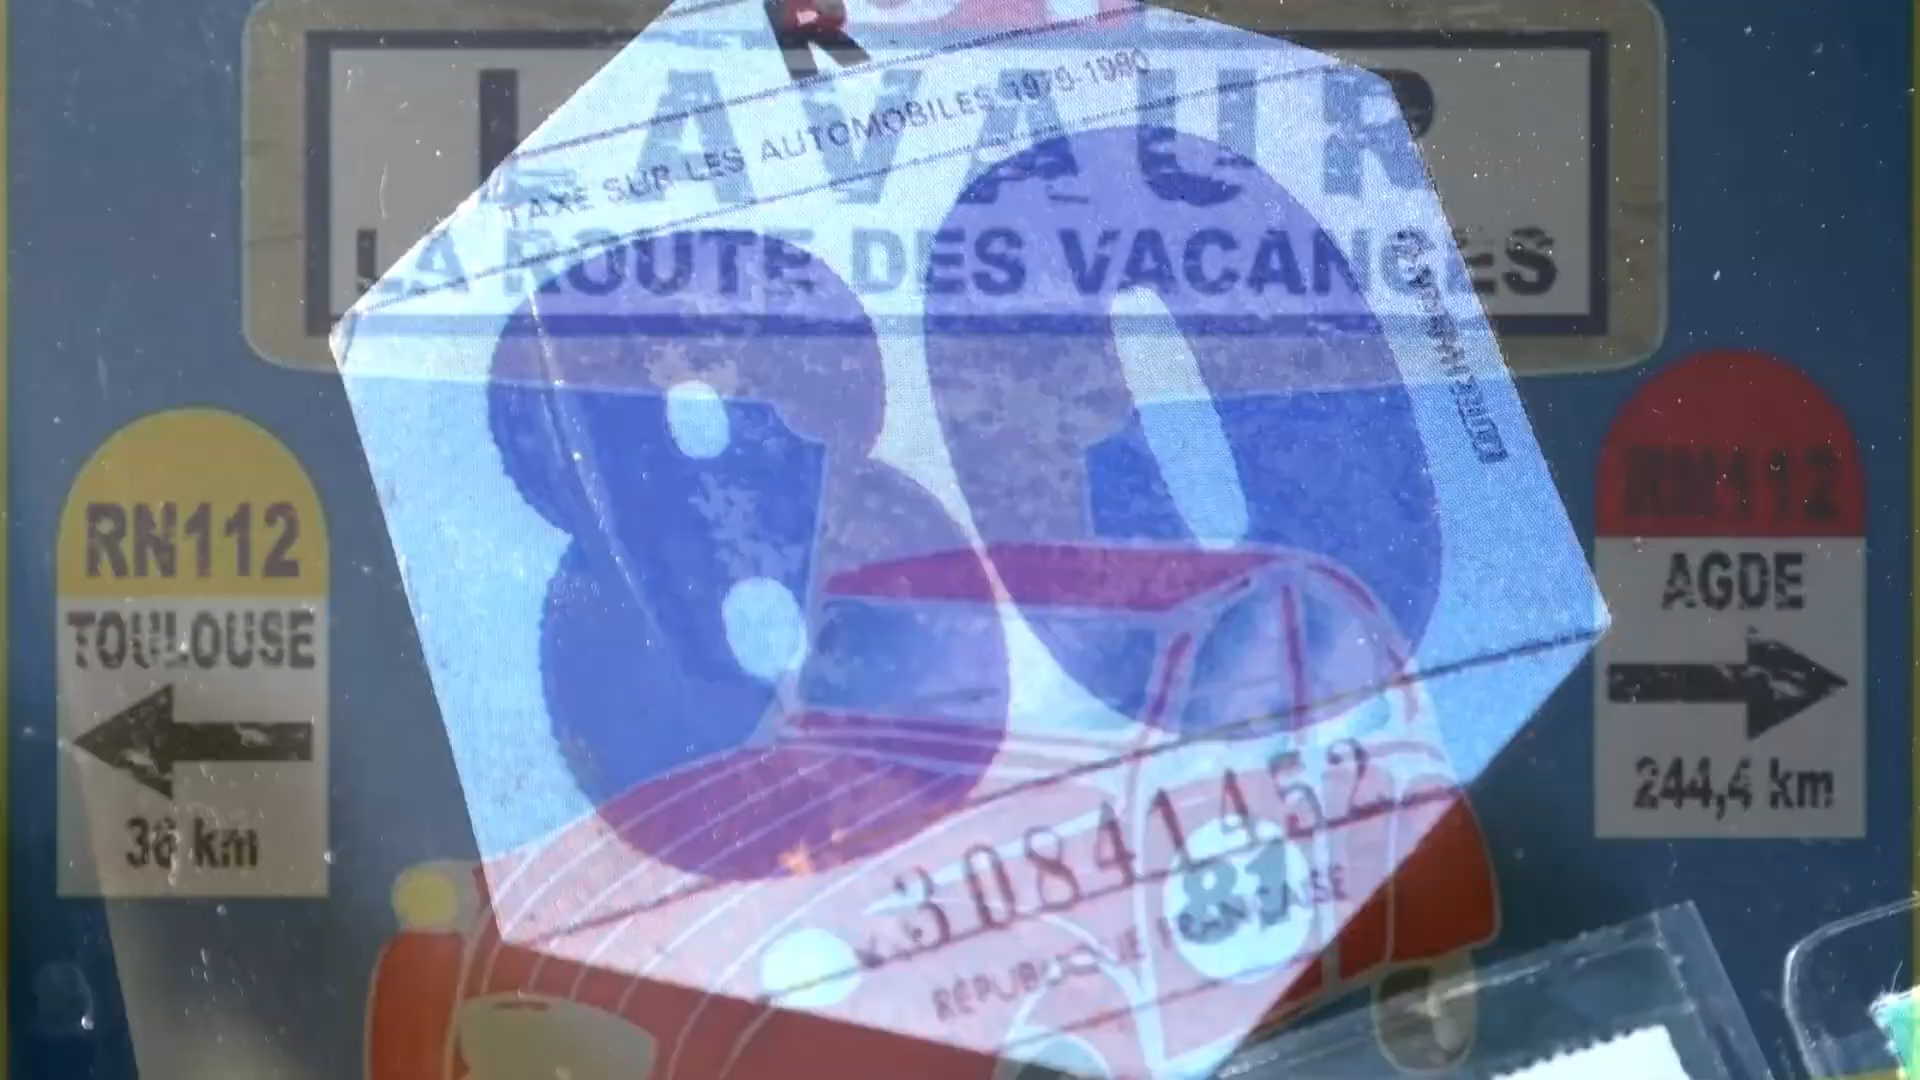 LAVAUR
LA ROUTE DES VACANCES
TAXE SUR LES AUTOMOBILES 1979-1980
80
RN112
TOULOUSE
36 km
RN112
AGDE
244,4 km
30841452
RÉPUBLIQUE FRANÇAISE
81